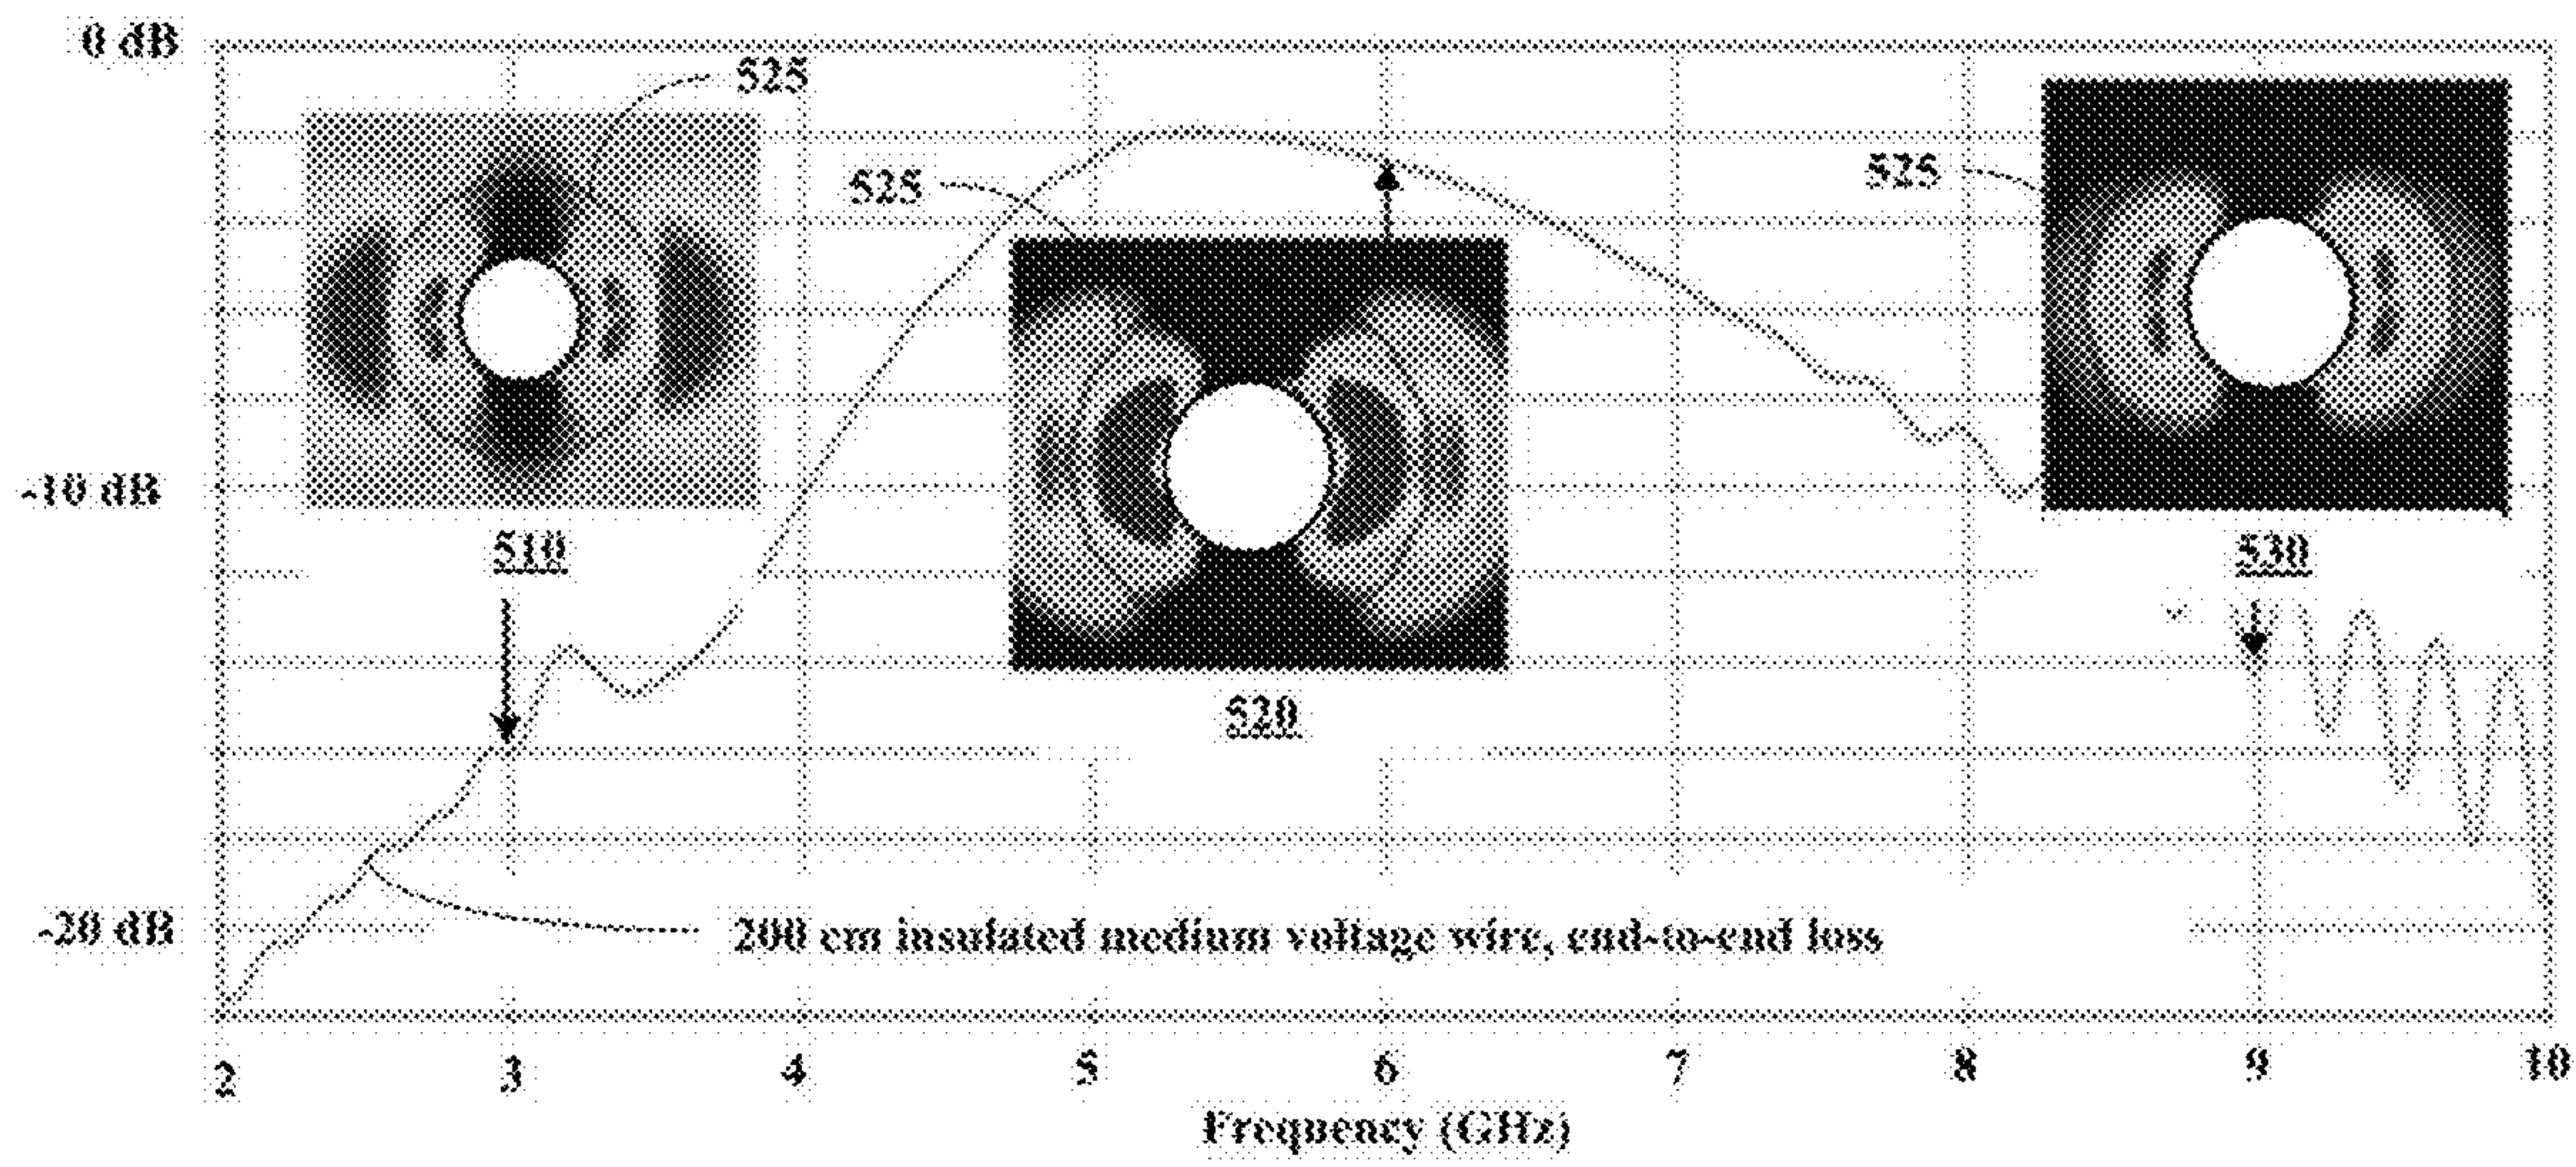 0 dB
525
525
525
-10 dB
510
530
520
-20 dB
200 cm insulated medium voltage wire, end-to-end loss
2 3 4 5 6 7 8 9 10
Frequency (GHz)